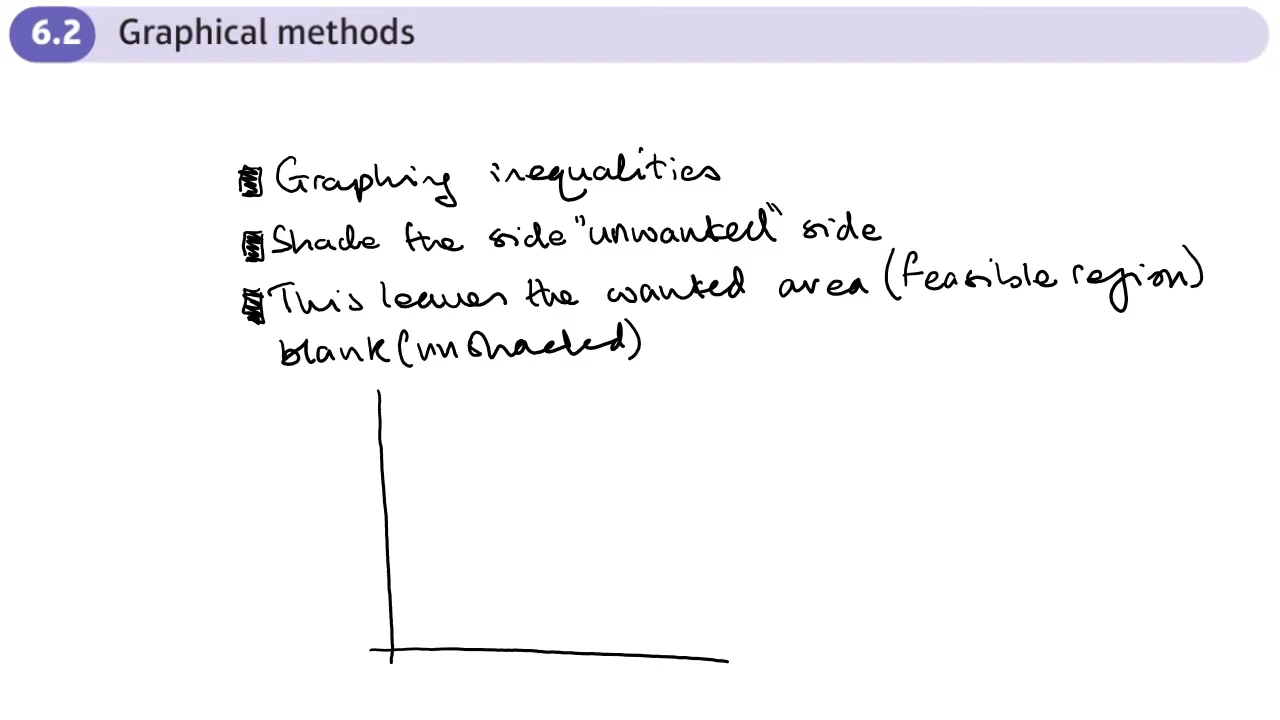 6.2 Graphical methods
Graphing inequalities
Shade the side "unwanted" side
This leaves the wanted area (feasible region)
blank (unshaded)